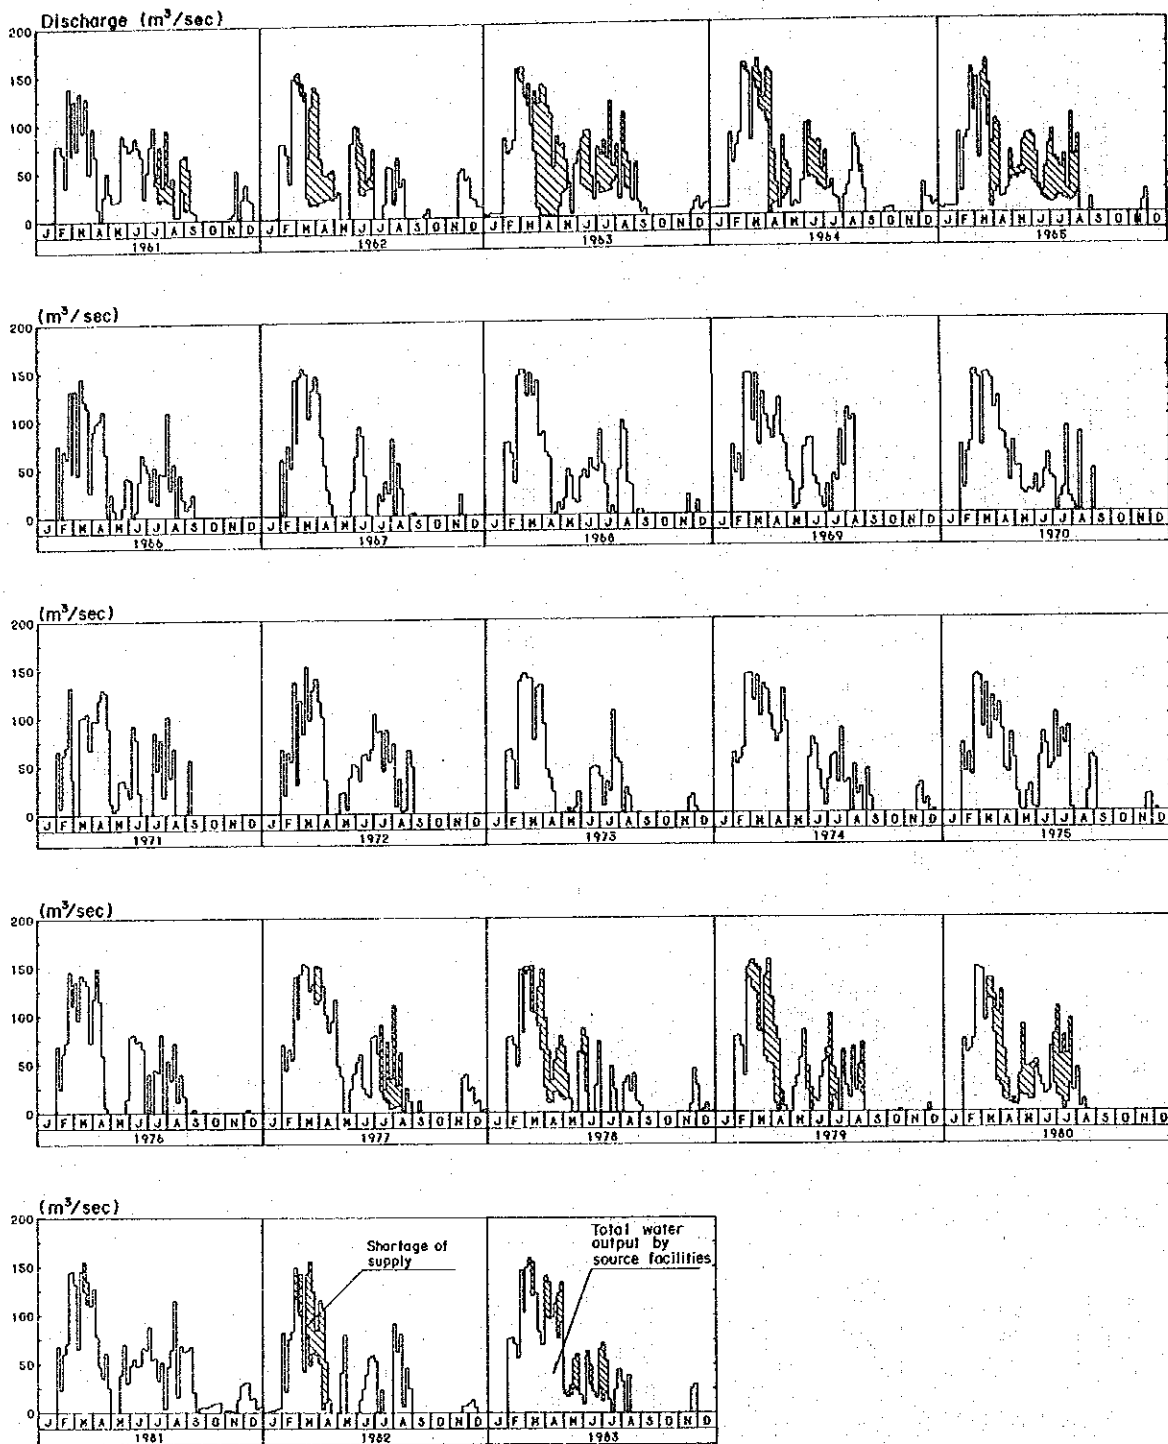 Discharge (m³/sec)
200
150
100
50
0
J F M A M J J A S O N D J F M A M J J A S O N D J F M A M J J A S O N D J F M A M J J A S O N D J F M A M J J A S O N D
1961 1962 1963 1964 1965
(m³/sec)
200
150
100
50
0
J F M A M J J A S O N D J F M A M J J A S O N D J F M A M J J A S O N D J F M A M J J A S O N D J F M A M J J A S O N D
1966 1967 1968 1969 1970
(m³/sec)
200
150
100
50
0
J F M A M J J A S O N D J F M A M J J A S O N D J F M A M J J A S O N D J F M A M J J A S O N D J F M A M J J A S O N D
1971 1972 1973 1974 1975
(m³/sec)
200
150
100
50
0
J F M A M J J A S O N D J F M A M J J A S O N D J F M A M J J A S O N D J F M A M J J A S O N D J F M A M J J A S O N D
1976 1977 1978 1979 1980
(m³/sec)
200
150
100
50
0
Shortage of
supply
Total water
output by
source facilities
J F M A M J J A S O N D J F M A M J J A S O N D J F M A M J J A S O N D
1981 1982 1983